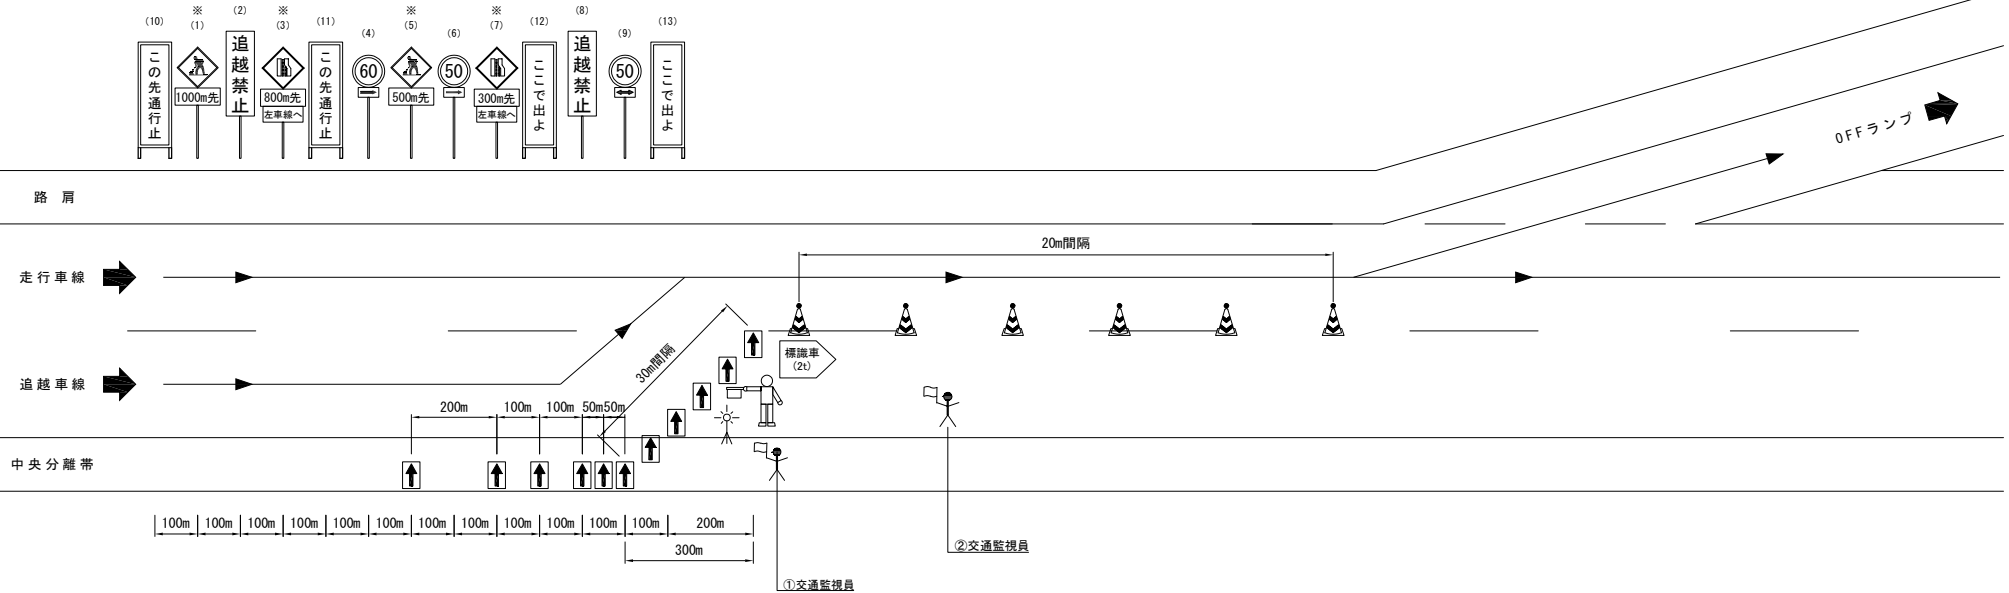 (10)
※
(1)
(2)
※
(3)
(11)
(4)
※
(5)
(6)
※
(7)
(12)
(8)
(9)
(13)
この先通行止
1000m先
追越禁止
800m先
左車線へ
この先通行止
60
500m先
50
300m先
左車線へ
ここで出よ
追越禁止
50
ここで出よ
OFFランプ
路肩
20m間隔
走行車線
30m間隔
標識車
(2t)
追越車線
200m
100m
100m
50m
50m
中央分離帯
100m
100m
100m
100m
100m
100m
100m
100m
100m
100m
100m
100m
200m
300m
②交通監視員
①交通監視員